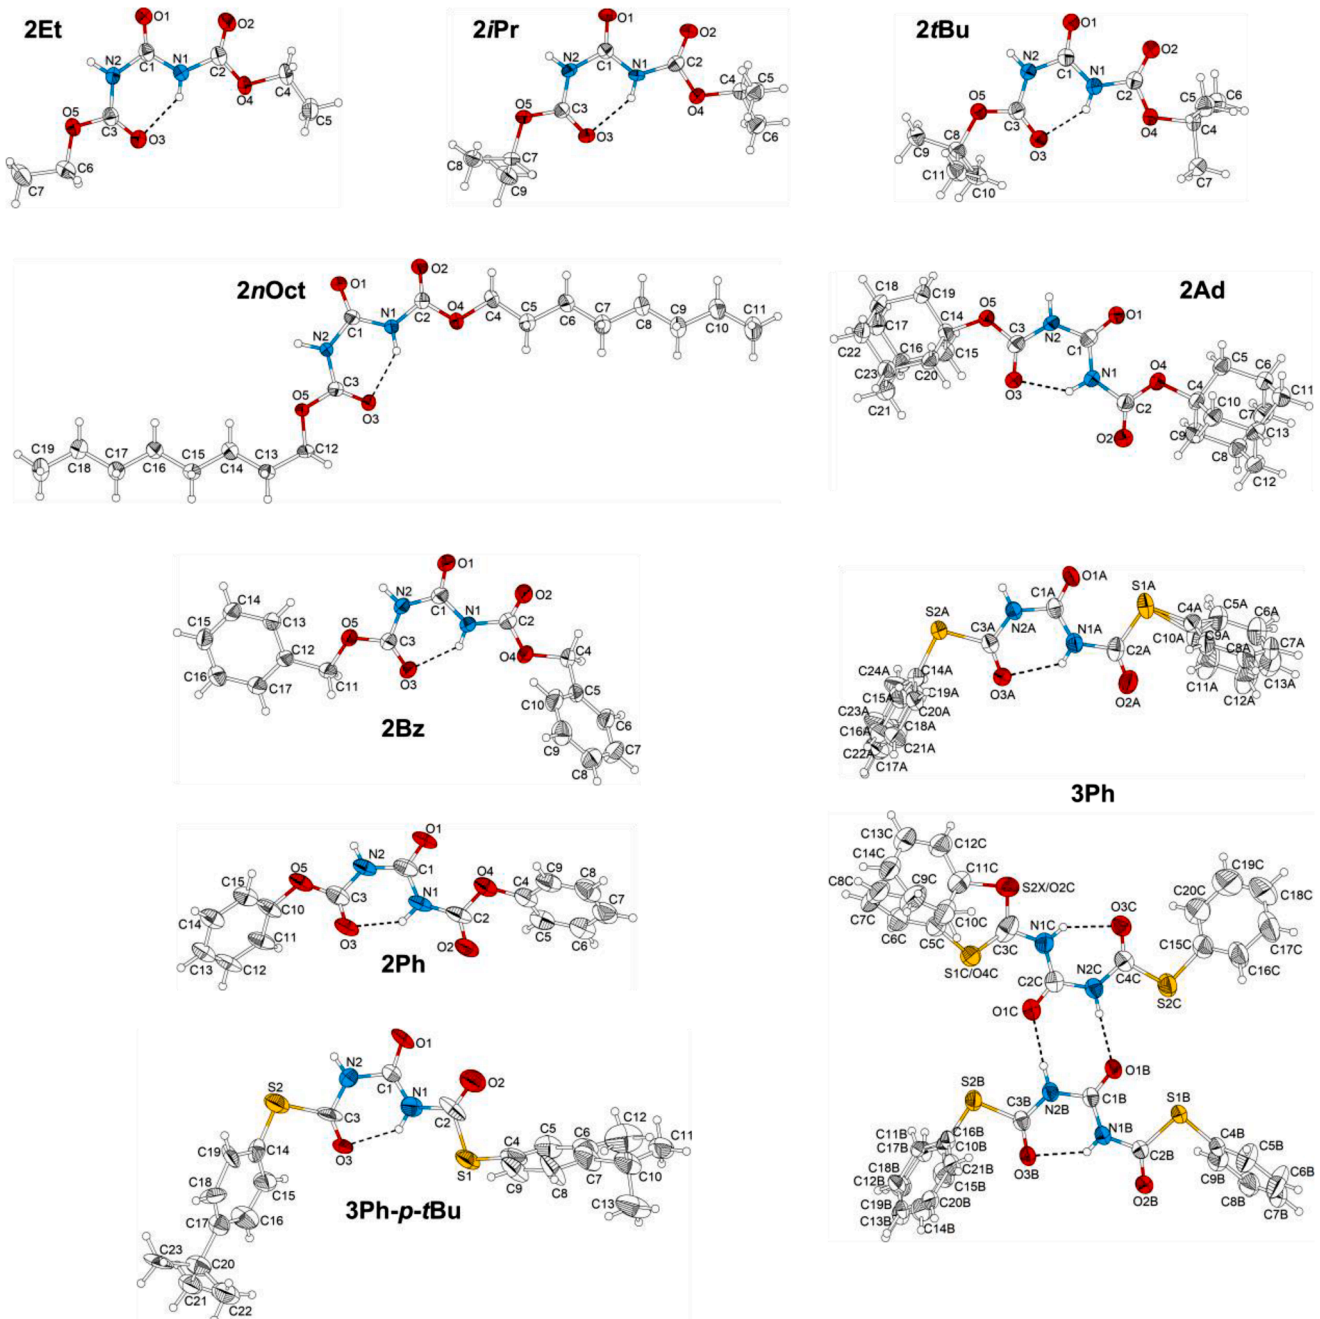 2Et
O1
O2
N2
N1
C1
C2
C4
O4
C5
O5
C3
O3
C6
C7
2iPr
O1
O2
N2
N1
C1
C2
C4
C5
O4
C6
O5
C3
O3
C8
C7
C9
2tBu
O1
O2
N2
N1
C1
C2
C5
C6
O4
C4
O5
C3
O3
C9
C8
C11
C10
C7
2nOct
O1
O2
N1
C1
C2
O4
C4
C5
C6
C7
C8
C9
C10
C11
N2
C3
O5
O3
C12
C19
C18
C17
C16
C15
C14
C13
2Ad
C18
C19
O5
C14
C3
N2
O1
C17
C22
C16
C15
C1
C23
C20
O3
N1
O4
C5
C6
C4
C11
C21
C2
C10
C7
O2
C9
C13
C8
C12
2Bz
O1
N2
C1
N1
O2
C14
C13
C15
O5
C3
C2
C12
O4
C4
O3
C16
C17
C11
C10
C5
C6
C9
C7
C8
O1A
S1A
C1A
S2A
C3A
N2A
N1A
C4A
C5A
C6A
C10A
C9A
C7A
C2A
C8A
C24A
C14A
O3A
C11A
C13A
C15A
C19A
O2A
C12A
C23A
C20A
C16A
C18A
C22A
C21A
C17A
3Ph
C13C
C12C
C14C
C11C
C8C
C9C
S2X/O2C
C7C
C10C
N1C
C6C
C5C
C3C
S1C/O4C
O3C
C19C
C20C
C18C
C15C
C17C
C16C
N2C
C4C
C2C
S2C
O1C
O1B
S2B
C3B
N2B
C1B
S1B
C11B
C16B
N1B
C4B
C17B
C10B
C5B
C18B
O3B
C21B
C2B
C6B
C12B
C15B
C9B
C19B
C20B
O2B
C8B
C13B
C7B
C14B
2Ph
O1
N2
C1
O5
C15
O4
C9
C8
C3
N1
C4
C7
C14
C10
C2
C11
O3
C5
O2
C6
C13
C12
3Ph-p-tBu
O1
N2
S2
C1
N1
O2
C3
C2
C12
C19
C14
O3
C4
C5
C6
C11
S1
C18
C15
C9
C8
C7
C10
C17
C16
C13
C23
C20
C21
C22